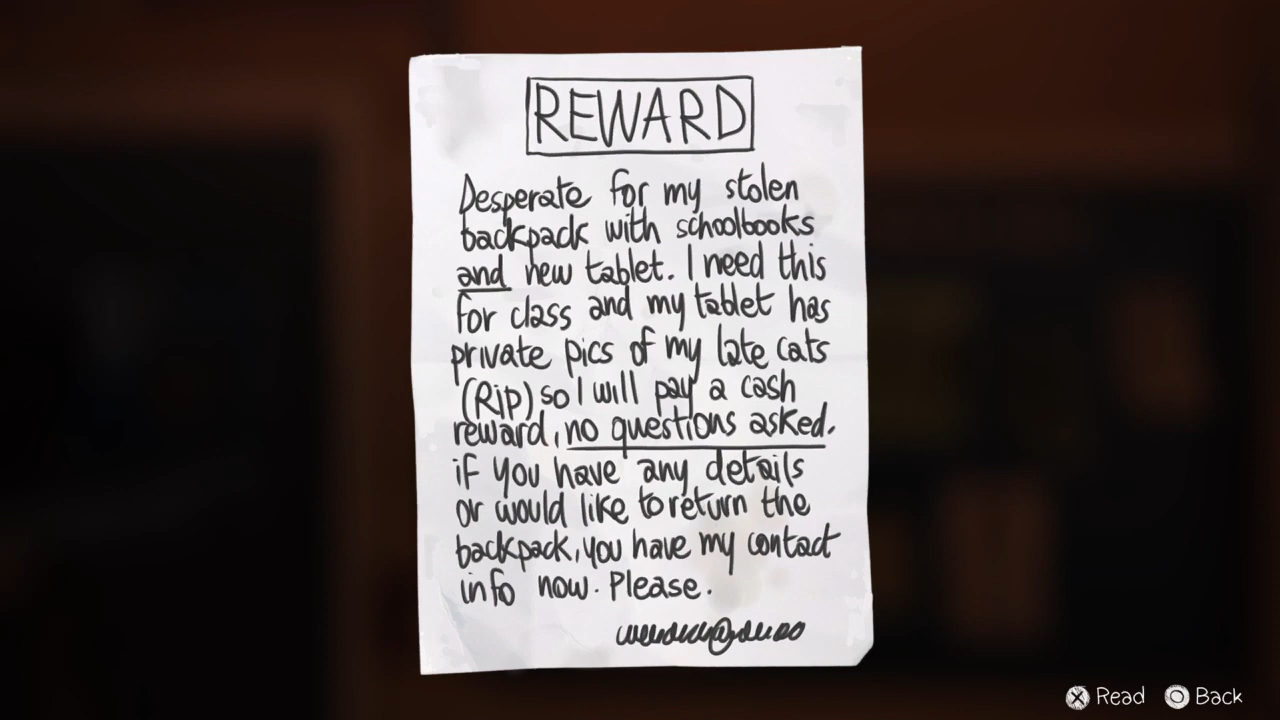 REWARD
Desperate for my stolen
backpack with schoolbooks
and new tablet. I need this
for class and my tablet has
private pics of my late cats
(Rip) so I will pay a cash
reward, no questions asked.
if you have any details
or would like to return the
backpack, you have my contact
info now. Please.
Read Back